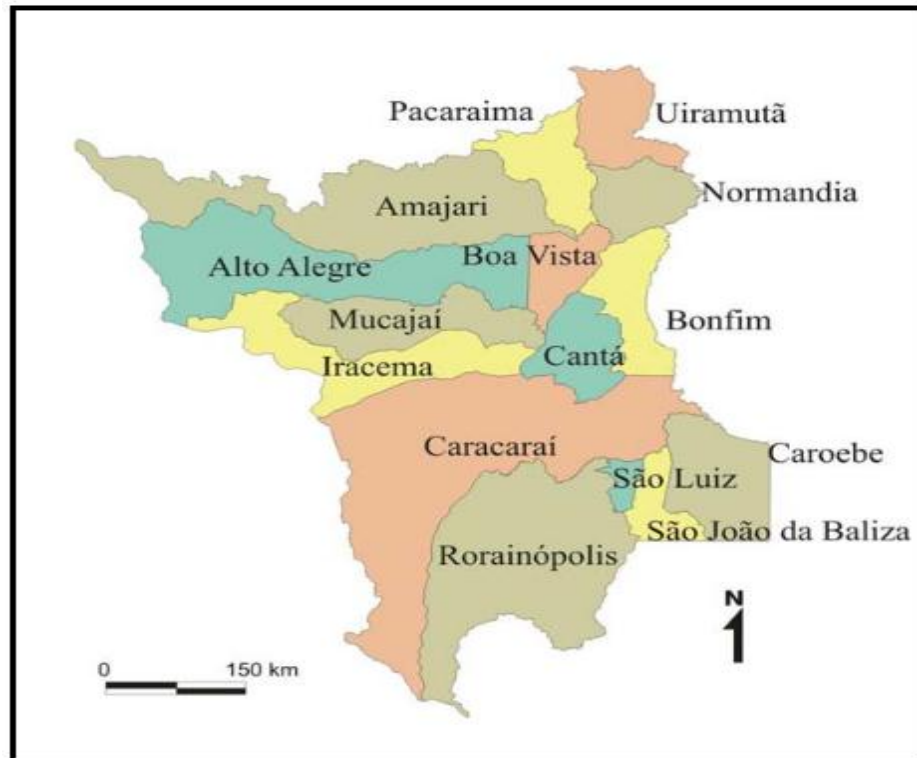 Pacaraima
Uiramutã
Normandia
Amajari
Boa Vista
Alto Alegre
Mucajaí
Bonfim
Iracema
Cantá
Caracaraí
Caroebe
São Luiz
São João da Baliza
Rorainópolis
N
0 150 km